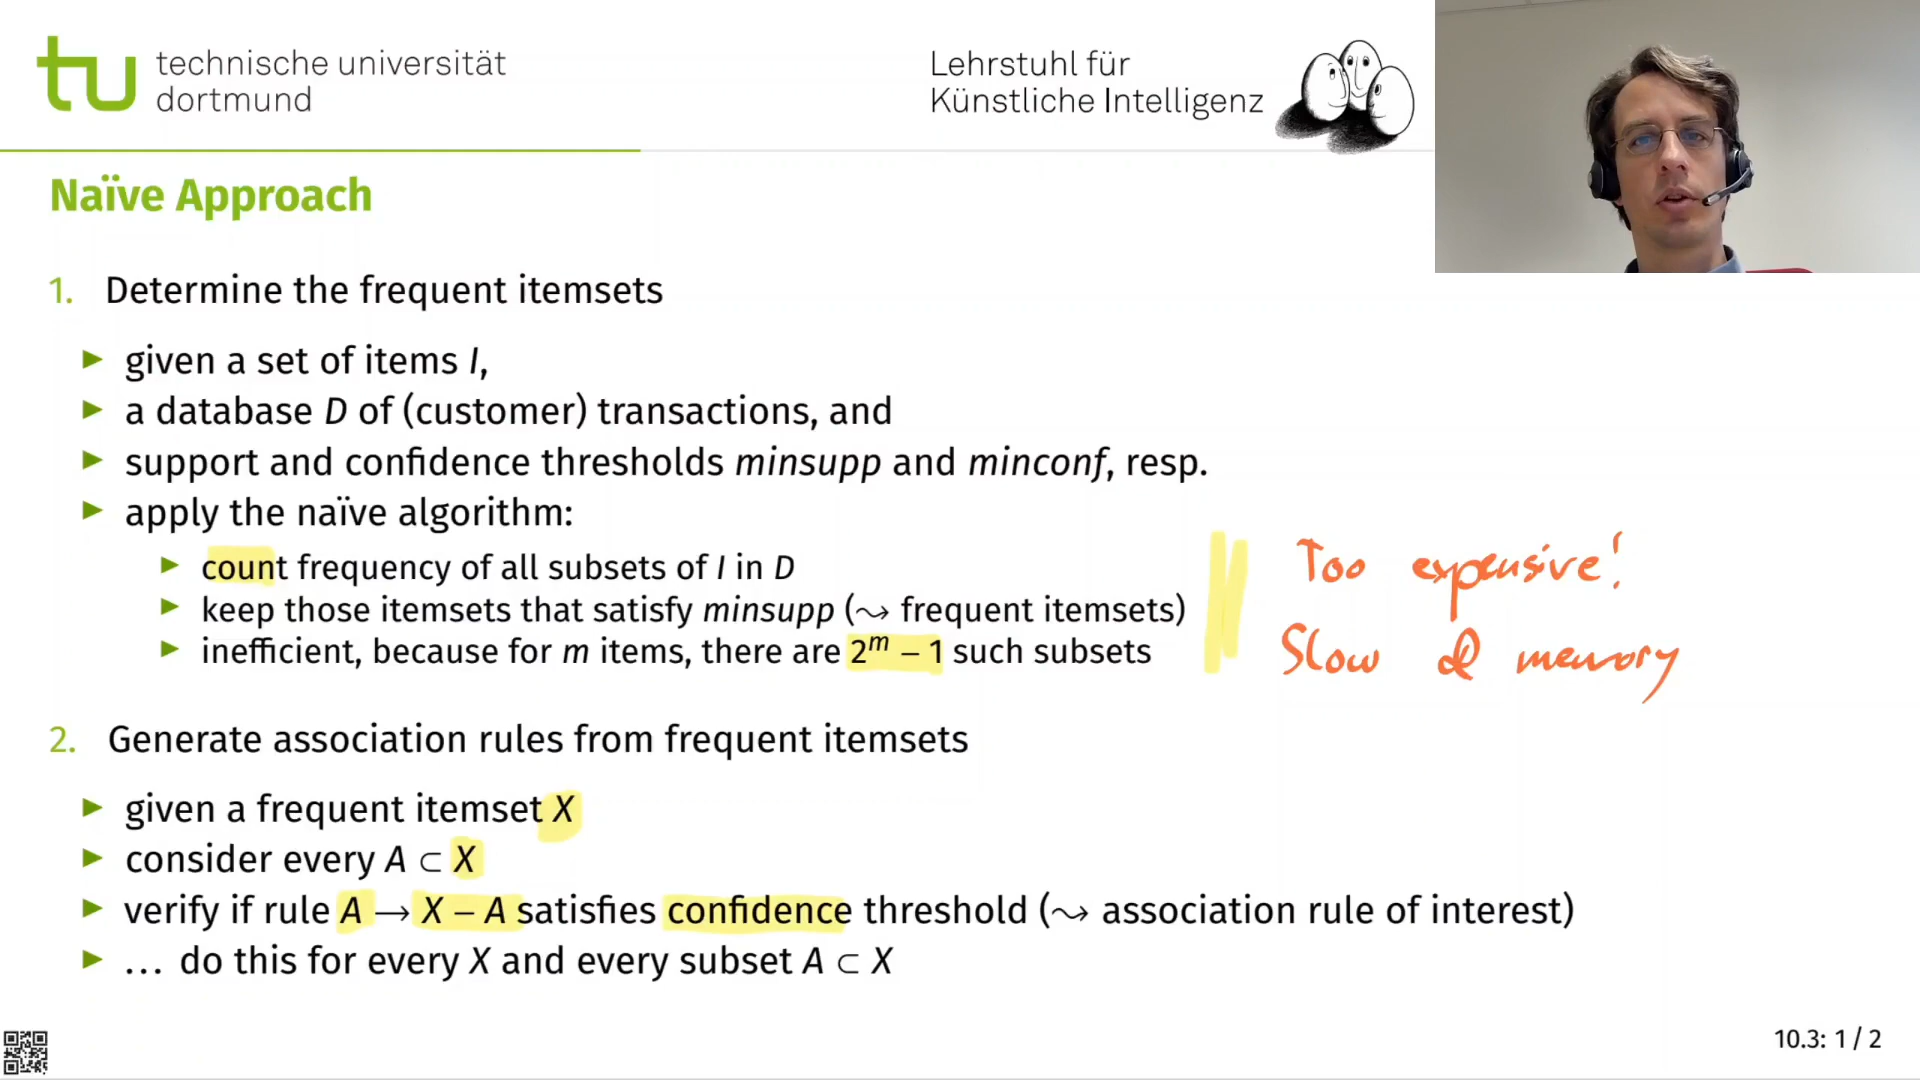 technische universität
dortmund
Lehrstuhl für
Künstliche Intelligenz
Naïve Approach
1. Determine the frequent itemsets
▶ given a set of items I,
▶ a database D of (customer) transactions, and
▶ support and confidence thresholds minsupp and minconf, resp.
▶ apply the naïve algorithm:
▶ count frequency of all subsets of I in D
▶ keep those itemsets that satisfy minsupp (⤳ frequent itemsets)
▶ inefficient, because for m items, there are 2^m − 1 such subsets
Too expensive!
Slow & memory
2. Generate association rules from frequent itemsets
▶ given a frequent itemset X
▶ consider every A ⊂ X
▶ verify if rule A → X − A satisfies confidence threshold (⤳ association rule of interest)
▶ … do this for every X and every subset A ⊂ X
10.3: 1 / 2